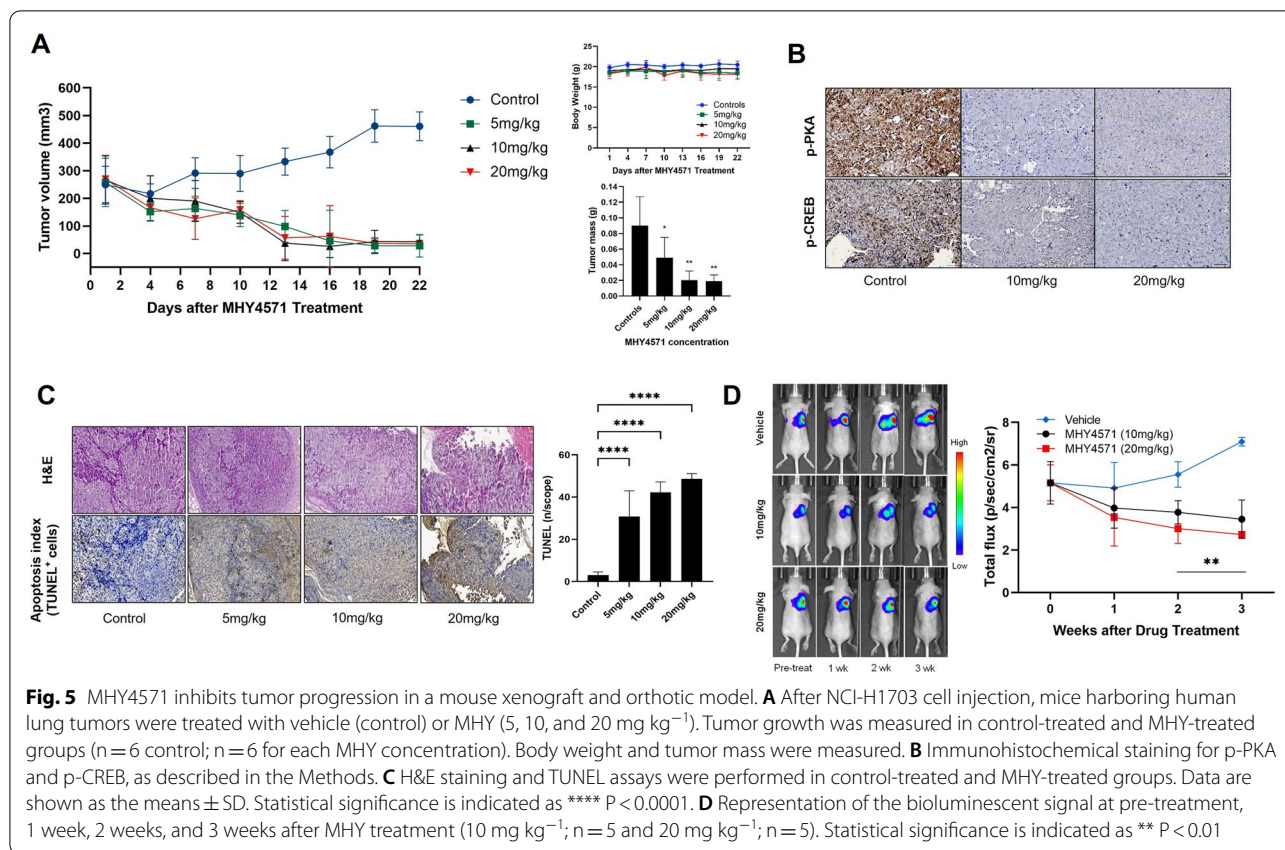 A
Tumor volume (mm3)
600
500
400
300
200
100
0
0 2 4 6 8 10 12 14 16 18 20 22
Days after MHY4571 Treatment
Control
5mg/kg
10mg/kg
20mg/kg
Body Weight (g)
25
20
15
10
5
0
Controls
5mg/kg
10mg/kg
20mg/kg
1 4 7 10 13 16 19 22
Days after MHY4571 Treatment
Tumor mass (g)
0.14
0.12
0.10
0.08
0.06
0.04
0.02
0.00
*
**
**
Controls
5mg/kg
10mg/kg
20mg/kg
MHY4571 concentration
B
p-PKA
p-CREB
Control 10mg/kg 20mg/kg
C
H&E
Apoptosis index
(TUNEL+ cells)
Control 5mg/kg 10mg/kg 20mg/kg
TUNEL (n/scope)
60
40
20
0
****
****
****
Control
5mg/kg
10mg/kg
20mg/kg
D
Vehicle
10mg/kg
20mg/kg
Pre-treat 1 wk 2 wk 3 wk
High
Low
Total flux (p/sec/cm2/sr)
8
6
4
2
0
Vehicle
MHY4571 (10mg/kg)
MHY4571 (20mg/kg)
**
0 1 2 3
Weeks after Drug Treatment
Fig. 5 MHY4571 inhibits tumor progression in a mouse xenograft and orthotic model. A After NCI-H1703 cell injection, mice harboring human
lung tumors were treated with vehicle (control) or MHY (5, 10, and 20 mg kg−1). Tumor growth was measured in control-treated and MHY-treated
groups (n = 6 control; n = 6 for each MHY concentration). Body weight and tumor mass were measured. B Immunohistochemical staining for p-PKA
and p-CREB, as described in the Methods. C H&E staining and TUNEL assays were performed in control-treated and MHY-treated groups. Data are
shown as the means ± SD. Statistical significance is indicated as **** P < 0.0001. D Representation of the bioluminescent signal at pre-treatment,
1 week, 2 weeks, and 3 weeks after MHY treatment (10 mg kg−1; n = 5 and 20 mg kg−1; n = 5). Statistical significance is indicated as ** P < 0.01